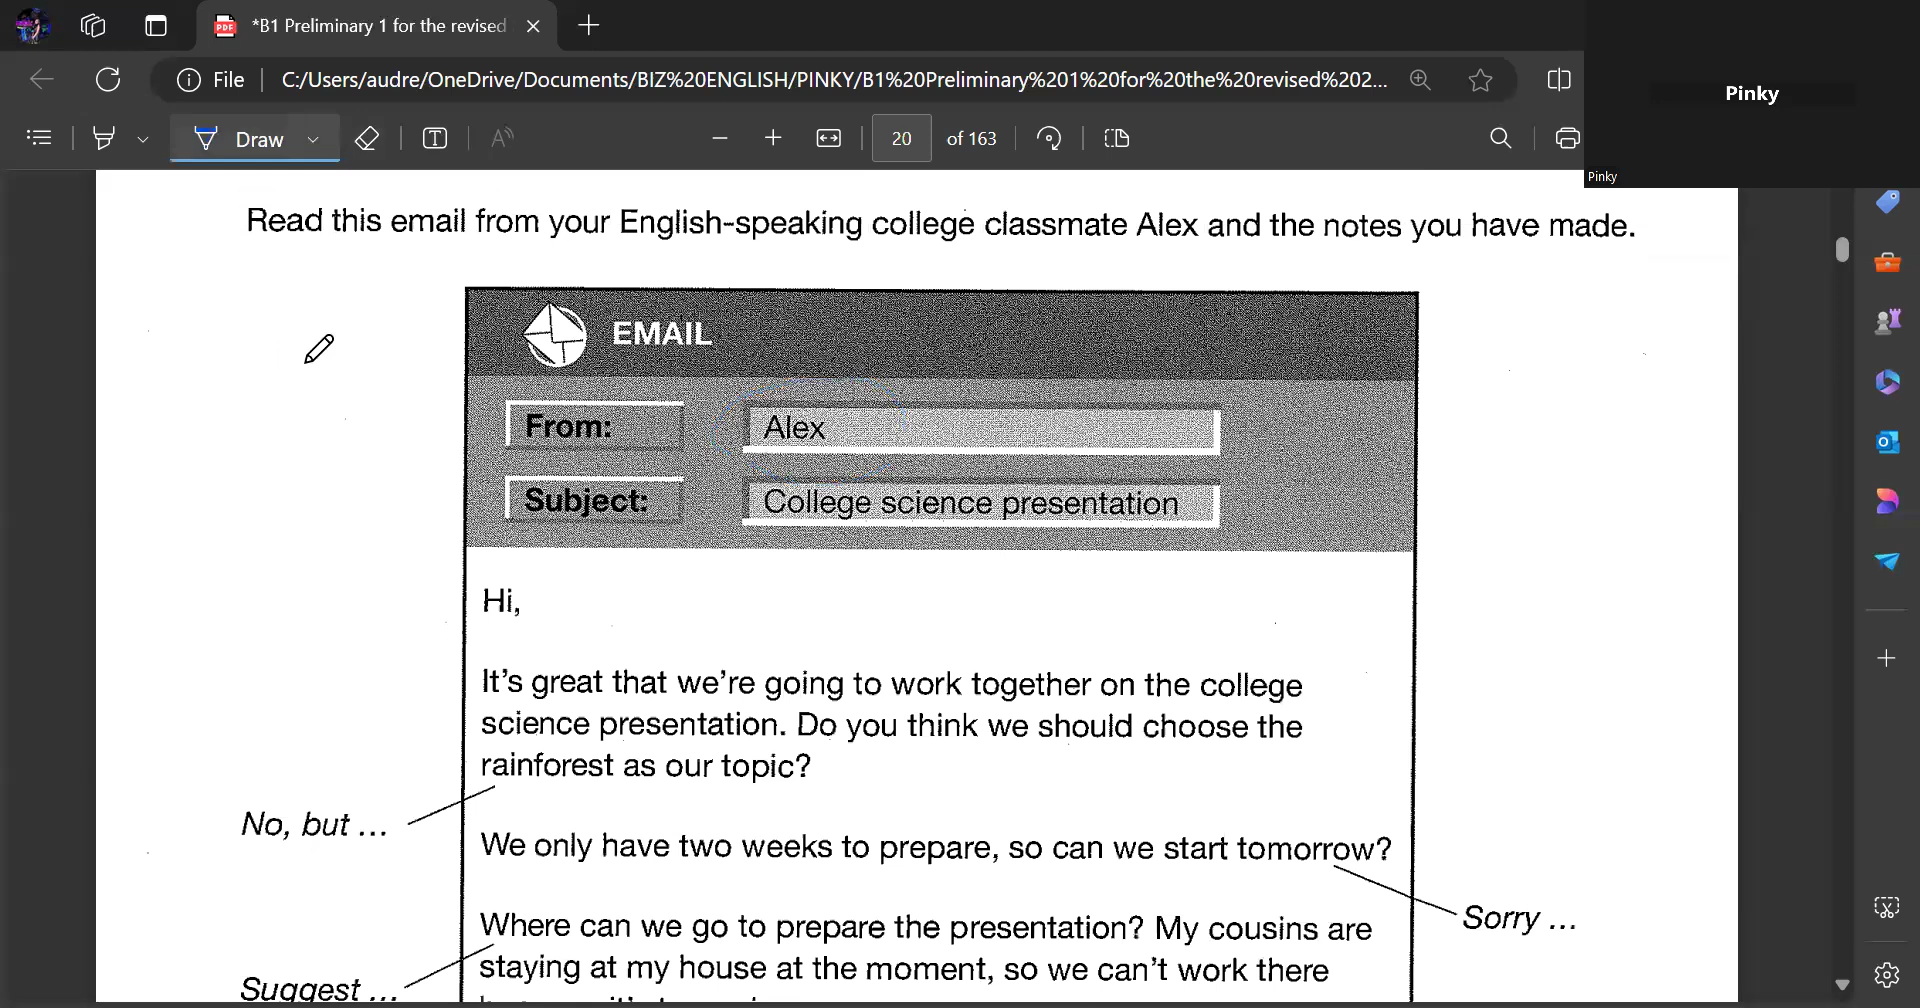 *B1 Preliminary 1 for the revised
File
C:/Users/audre/OneDrive/Documents/BIZ%20ENGLISH/PINKY/B1%20Preliminary%201%20for%20the%20revised%202...
Pinky
Draw
20 of 163
Pinky
Read this email from your English-speaking college classmate Alex and the notes you have made.
EMAIL
From: Alex
Subject: College science presentation
Hi,
It's great that we're going to work together on the college
science presentation. Do you think we should choose the
rainforest as our topic?
No, but ...
We only have two weeks to prepare, so can we start tomorrow?
Sorry ...
Where can we go to prepare the presentation? My cousins are
staying at my house at the moment, so we can't work there
Suggest ...